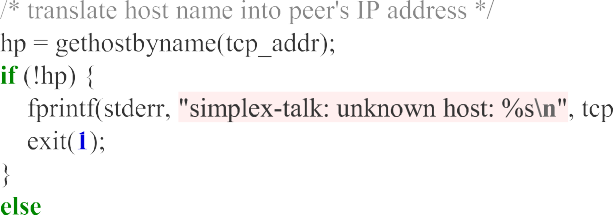 /* translate host name into peer's IP address */
hp = gethostbyname(tcp_addr);
if (!hp) {
fprintf(stderr, "simplex-talk: unknown host: %s\n", tcp
exit(1);
}
else